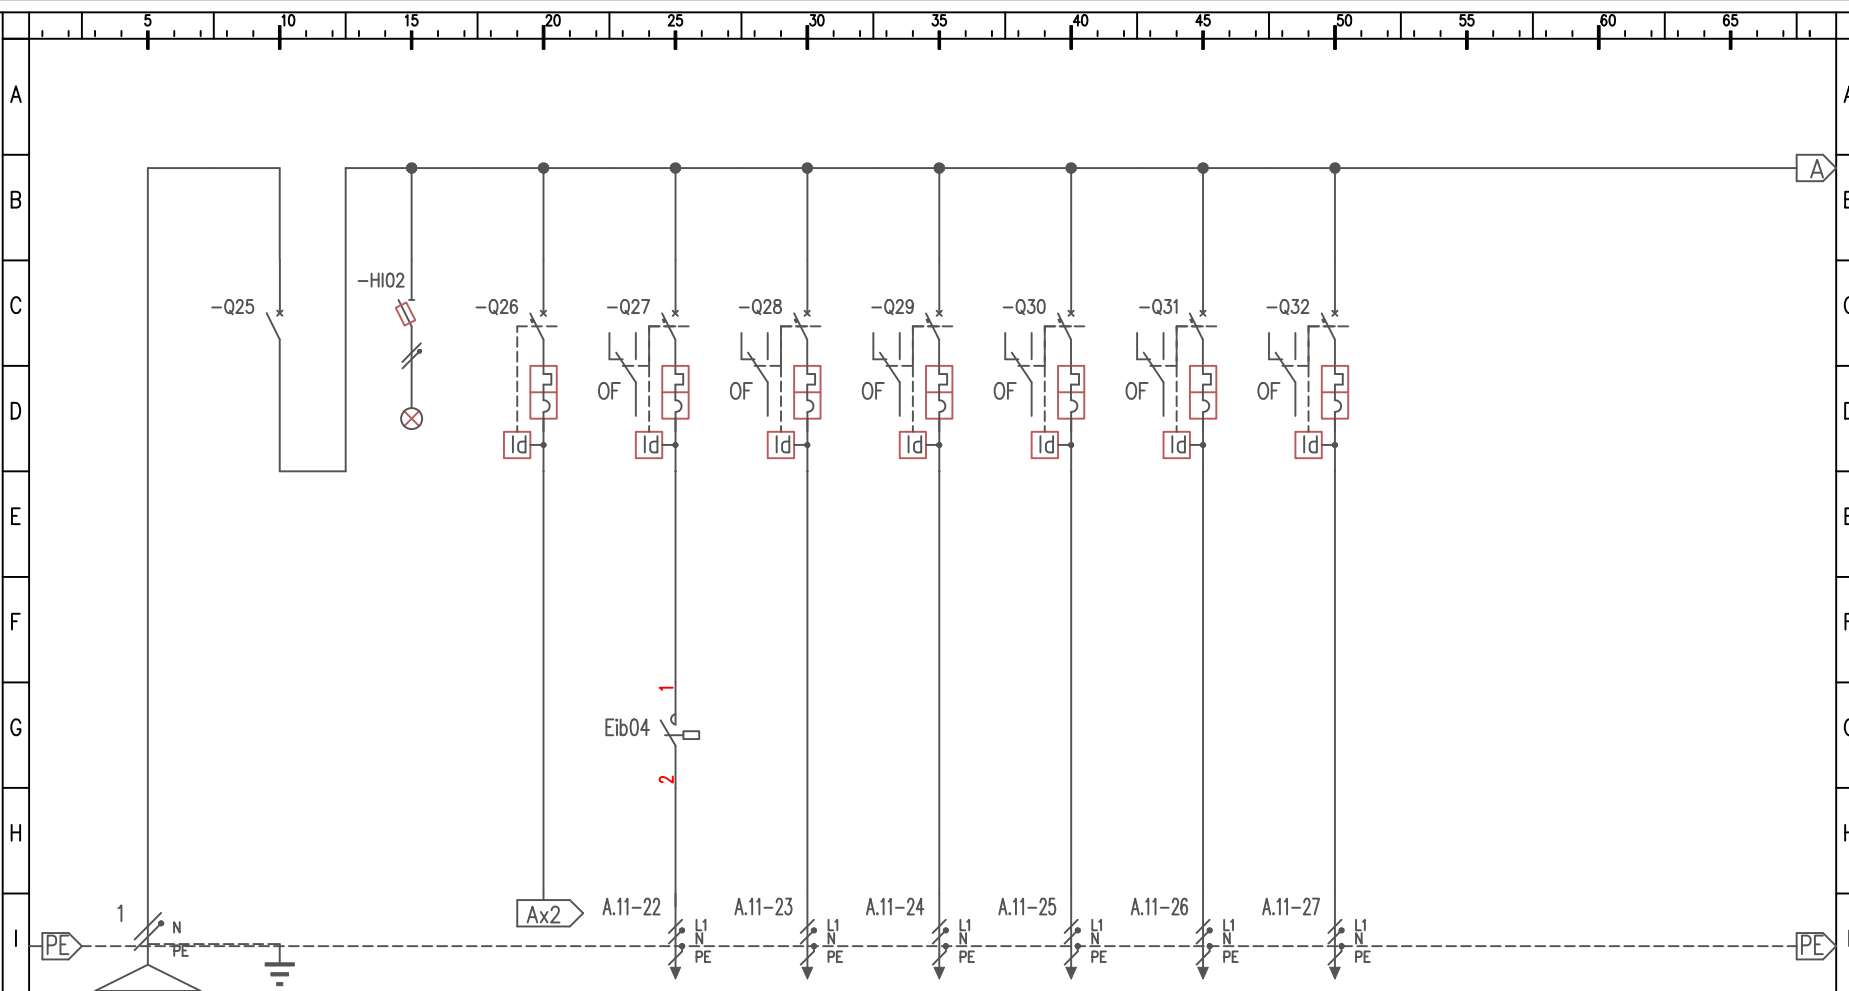 5 10 15 20 25 30 35 40 45 50 55 60 65
A
A
B
C
-HI02
-Q25 -Q26 -Q27 -Q28 -Q29 -Q30 -Q31 -Q32
OF OF OF OF OF OF
D
Id Id Id Id Id Id Id
E
F
1
G
Eib04
2
H
1 Ax2 A.11-22 A.11-23 A.11-24 A.11-25 A.11-26 A.11-27
N L1 L1 L1 L1 L1 L1
I
N N N N N N
PE PE PE
PE PE PE PE PE PE